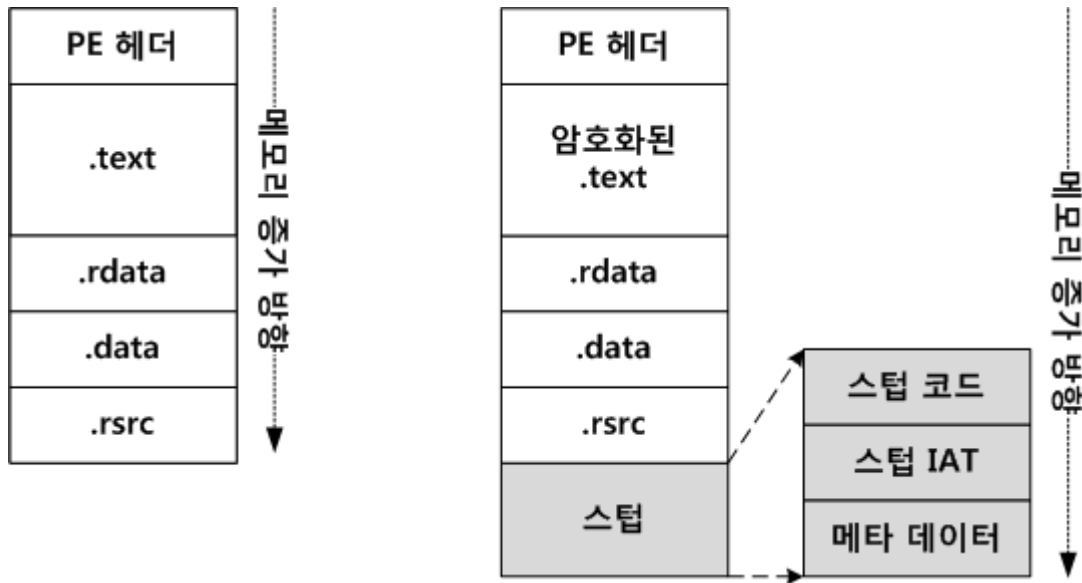 PE 헤더
.text
.rdata
.data
.rsrc
메모리 증가 방향
PE 헤더
암호화된
.text
.rdata
.data
.rsrc
스텁
스텁 코드
스텁 IAT
메타 데이터
메모리 증가 방향